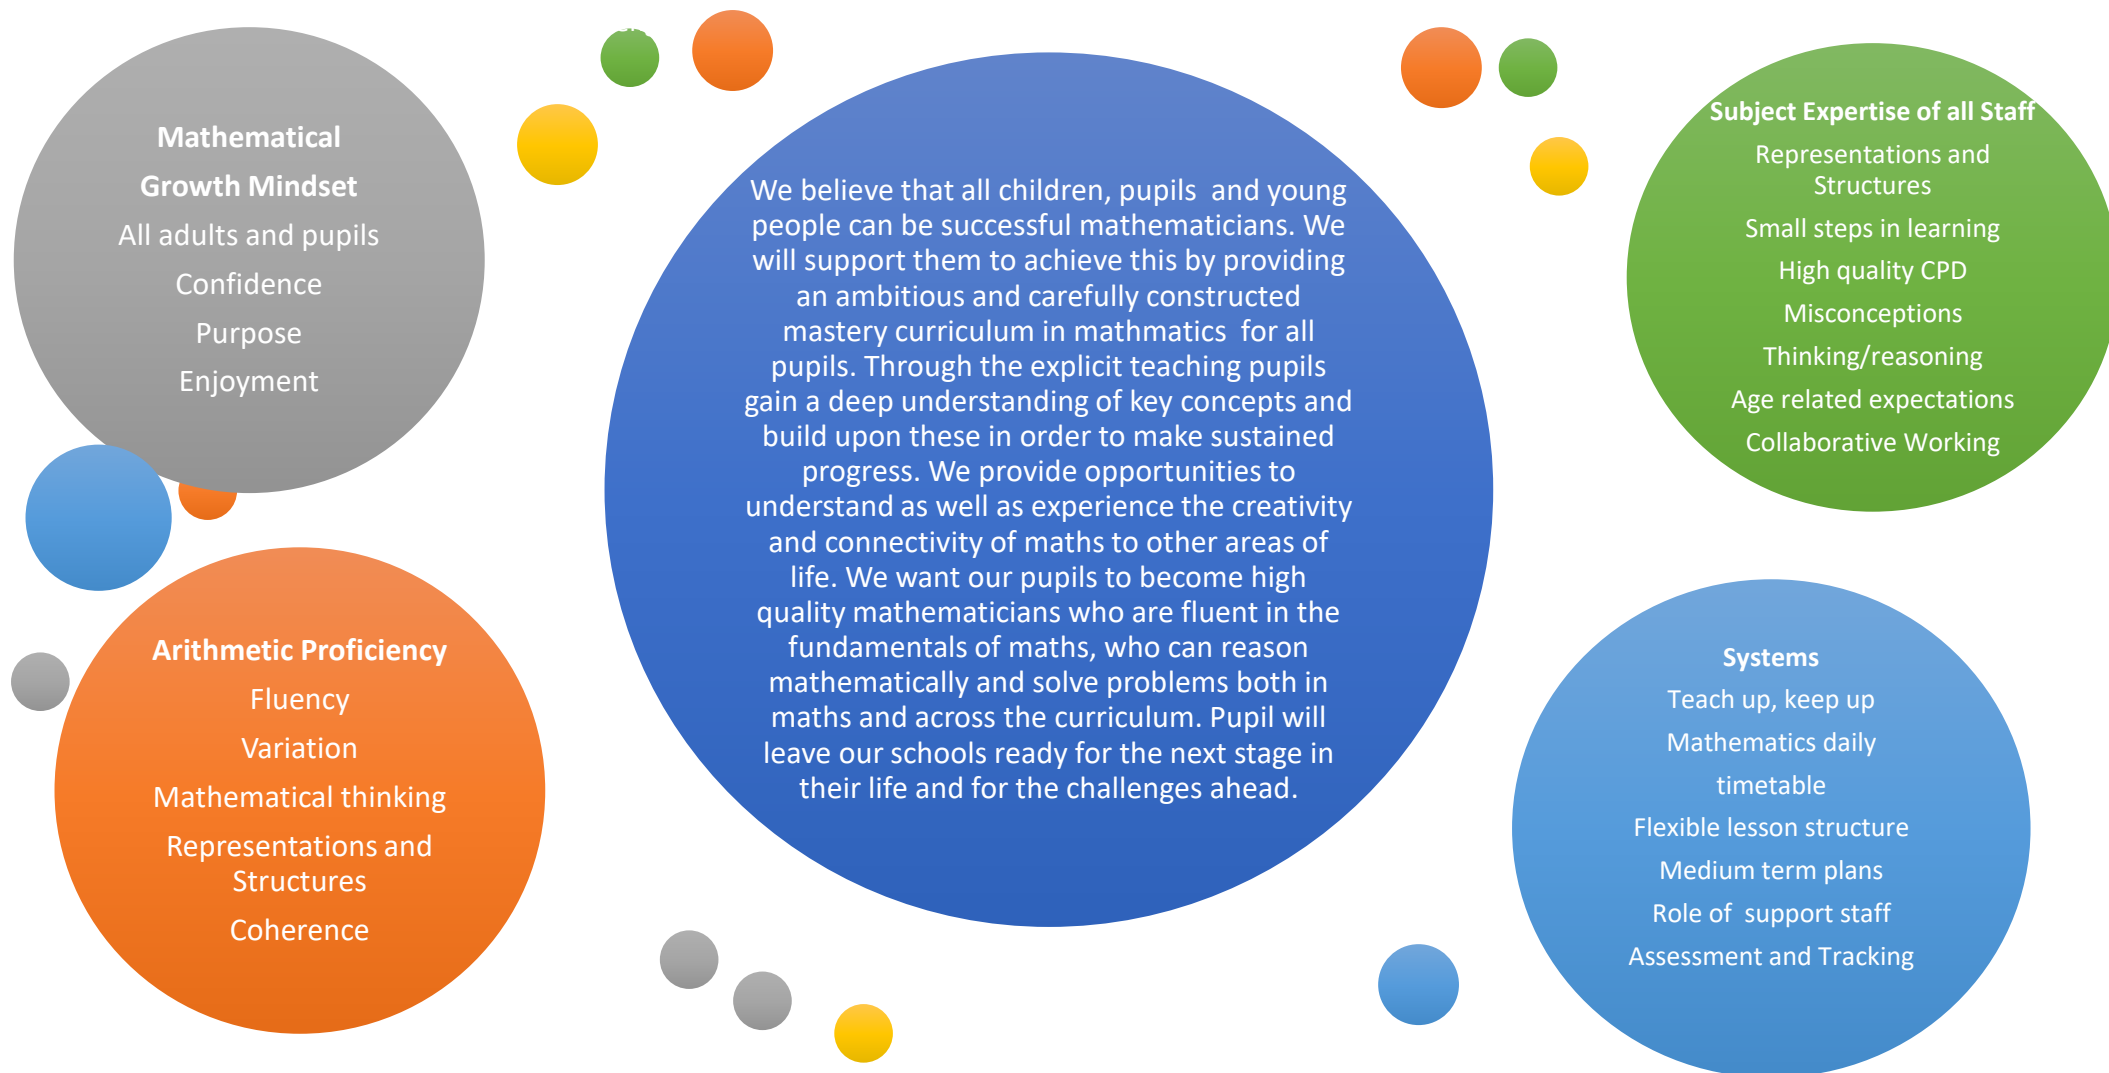 Mathematical
Growth Mindset
All adults and pupils
Confidence
Purpose
Enjoyment
Arithmetic Proficiency
Fluency
Variation
Mathematical thinking
Representations and
Structures
Coherence
We believe that all children, pupils  and young
people can be successful mathematicians. We
will support them to achieve this by providing
an ambitious and carefully constructed
mastery curriculum in mathmatics  for all
pupils. Through the explicit teaching pupils
gain a deep understanding of key concepts and
build upon these in order to make sustained
progress. We provide opportunities to
understand as well as experience the creativity
and connectivity of maths to other areas of
life. We want our pupils to become high
quality mathematicians who are fluent in the
fundamentals of maths, who can reason
mathematically and solve problems both in
maths and across the curriculum. Pupil will
leave our schools ready for the next stage in
their life and for the challenges ahead.
Subject Expertise of all Staff
Representations and
Structures
Small steps in learning
High quality CPD
Misconceptions
Thinking/reasoning
Age related expectations
Collaborative Working
Systems
Teach up, keep up
Mathematics daily
timetable
Flexible lesson structure
Medium term plans
Role of  support staff
Assessment and Tracking